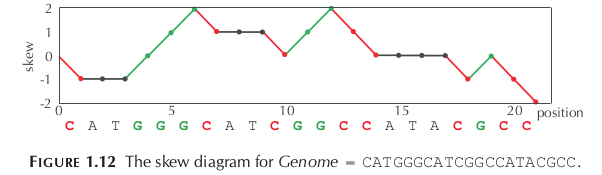 2
1
0
-1
-2
skew
0 5 10 15 20 position
C A T G G G C A T C G G C C A T A C G C C
FIGURE 1.12 The skew diagram for Genome = CATGGGCATCGGCCATACGCC.